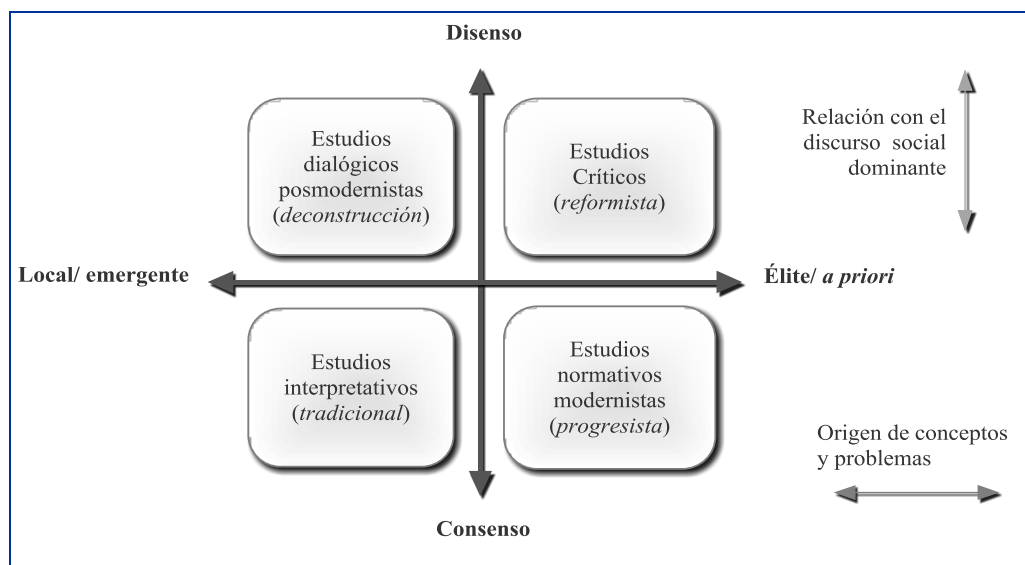 Disenso
Estudios
dialógicos
posmodernistas
(deconstrucción)
Estudios
Críticos
(reformista)
Relación con el
discurso social
dominante
Local/ emergente
Élite/ a priori
Estudios
interpretativos
(tradicional)
Estudios
normativos
modernistas
(progresista)
Origen de conceptos
y problemas
Consenso